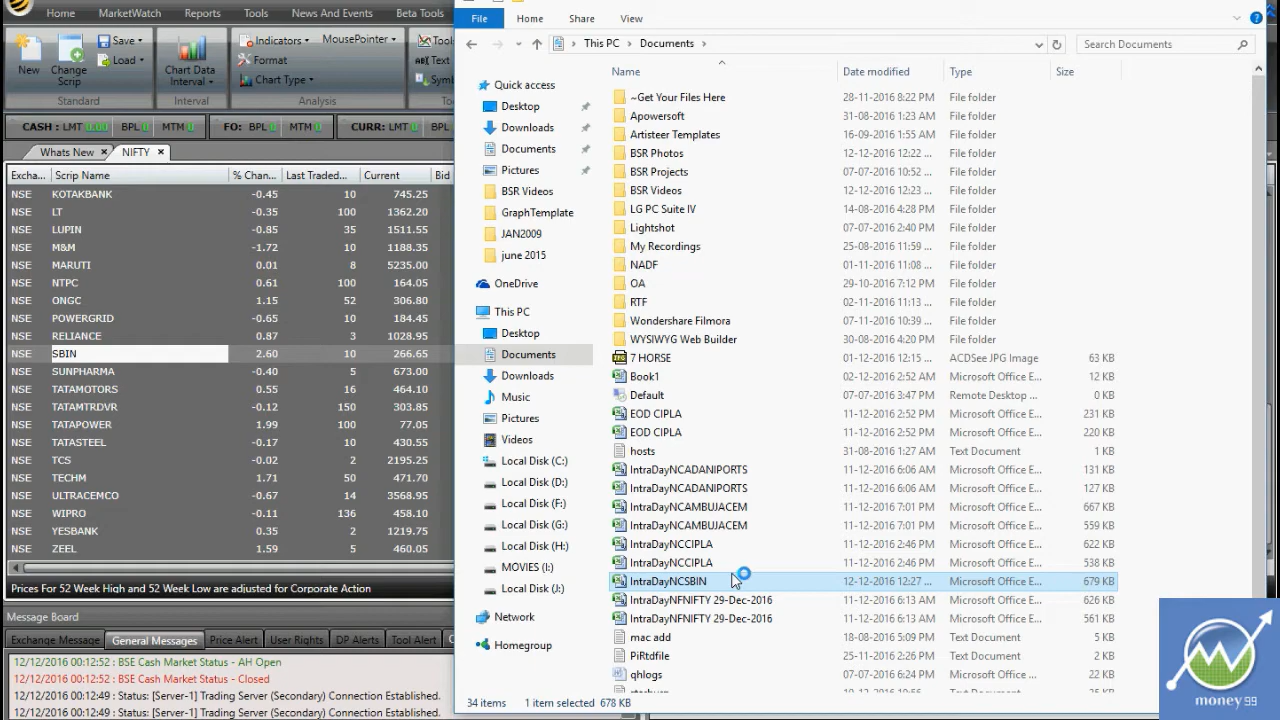 Home MarketWatch Reports Tools News And Events Beta Tools
New Change Scrip Save Load Standard
Chart Data Interval Interval
Indicators MousePointer Format Chart Type Analysis
Text
CASH : LMT 0.00 BPL 0 MTM 0 FO: BPL 0 MTM 0 CURR: LMT 0 BPL
Whats New NIFTY
Excha... Scrip Name % Chan... Last Traded... Current Bid
NSE KOTAKBANK -0.45 10 745.25
NSE LT -0.35 100 1362.20
NSE LUPIN -0.85 35 1511.55
NSE M&M -1.72 10 1188.35
NSE MARUTI 0.01 8 5235.00
NSE NTPC 0.61 100 164.05
NSE ONGC 1.15 52 306.80
NSE POWERGRID -0.65 10 184.45
NSE RELIANCE 0.87 3 1028.95
NSE SBIN 2.60 10 266.65
NSE SUNPHARMA -0.40 5 673.00
NSE TATAMOTORS 0.55 16 464.10
NSE TATAMTRDVR -0.12 150 303.85
NSE TATAPOWER 1.99 100 77.05
NSE TATASTEEL -0.17 10 430.55
NSE TCS -0.02 2 2195.25
NSE TECHM 1.71 50 471.70
NSE ULTRACEMCO -0.67 14 3568.95
NSE WIPRO -0.11 136 458.10
NSE YESBANK 0.35 2 1219.75
NSE ZEEL 1.59 5 460.05
Prices For 52 Week High and 52 Week Low are adjusted for Corporate Action
Message Board
Exchange Message General Messages Price Alert User Rights DP Alerts Tool Alert
12/12/2016 00:12:52 : BSE Cash Market Status - AH Open
12/12/2016 00:12:52 : BSE Cash Market Status - Closed
12/12/2016 00:12:49 : Status: [Server-1] Trading Server (Secondary) Connection Established.
12/12/2016 00:12:49 : Status: [Server-1] Trading Server (Secondary) Connection Established.
File Home Share View
This PC Documents Search Documents
Quick access
Desktop
Downloads
Documents
Pictures
BSR Videos
GraphTemplate
JAN2009
june 2015
OneDrive
This PC
Desktop
Documents
Downloads
Music
Pictures
Videos
Local Disk (C:)
Local Disk (D:)
Local Disk (F:)
Local Disk (G:)
Local Disk (H:)
MOVIES (I:)
Local Disk (J:)
Network
Homegroup
Name Date modified Type Size
~Get Your Files Here 28-11-2016 8:22 PM File folder
Apowersoft 31-08-2016 1:23 AM File folder
Artisteer Templates 16-09-2016 1:55 AM File folder
BSR Photos 12-12-2016 12:22 ... File folder
BSR Projects 07-07-2016 10:52 ... File folder
BSR Videos 12-12-2016 12:23 ... File folder
LG PC Suite IV 14-08-2016 4:28 PM File folder
Lightshot 07-07-2016 2:40 PM File folder
My Recordings 25-08-2016 11:59 ... File folder
NADF 01-11-2016 11:08 ... File folder
OA 29-10-2016 7:12 PM File folder
RTF 02-11-2016 11:13 ... File folder
Wondershare Filmora 07-11-2016 10:39 ... File folder
WYSIWYG Web Builder 30-08-2016 4:20 PM File folder
7 HORSE 01-12-2016 12:15 ... ACDSee JPG Image 63 KB
Book1 02-12-2016 2:52 AM Microsoft Office E... 12 KB
Default 07-07-2016 3:47 PM Remote Desktop ... 0 KB
EOD CIPLA 11-12-2016 2:52 PM Microsoft Office E... 231 KB
EOD CIPLA 11-12-2016 2:52 PM Microsoft Office E... 220 KB
hosts 31-08-2016 1:27 AM Text Document 1 KB
IntraDayNCADANIPORTS 11-12-2016 6:06 AM Microsoft Office E... 131 KB
IntraDayNCADANIPORTS 11-12-2016 6:06 AM Microsoft Office E... 127 KB
IntraDayNCAMBUJACEM 11-12-2016 7:01 PM Microsoft Office E... 667 KB
IntraDayNCAMBUJACEM 11-12-2016 7:01 PM Microsoft Office E... 559 KB
IntraDayNCCIPLA 11-12-2016 2:46 PM Microsoft Office E... 622 KB
IntraDayNCCIPLA 11-12-2016 2:46 PM Microsoft Office E... 538 KB
IntraDayNCSBIN 12-12-2016 12:27 ... Microsoft Office E... 679 KB
IntraDayNFNIFTY 29-Dec-2016 11-12-2016 6:13 AM Microsoft Office E... 626 KB
IntraDayNFNIFTY 29-Dec-2016 11-12-2016 6:13 AM Microsoft Office E... 561 KB
mac add 18-08-2016 5:09 PM Text Document 5 KB
PiRtdfile 25-11-2016 2:26 PM Text Document 4 KB
qhlogs 07-07-2016 6:24 PM Microsoft Office ... 22 KB
34 items 1 item selected 678 KB
money 99